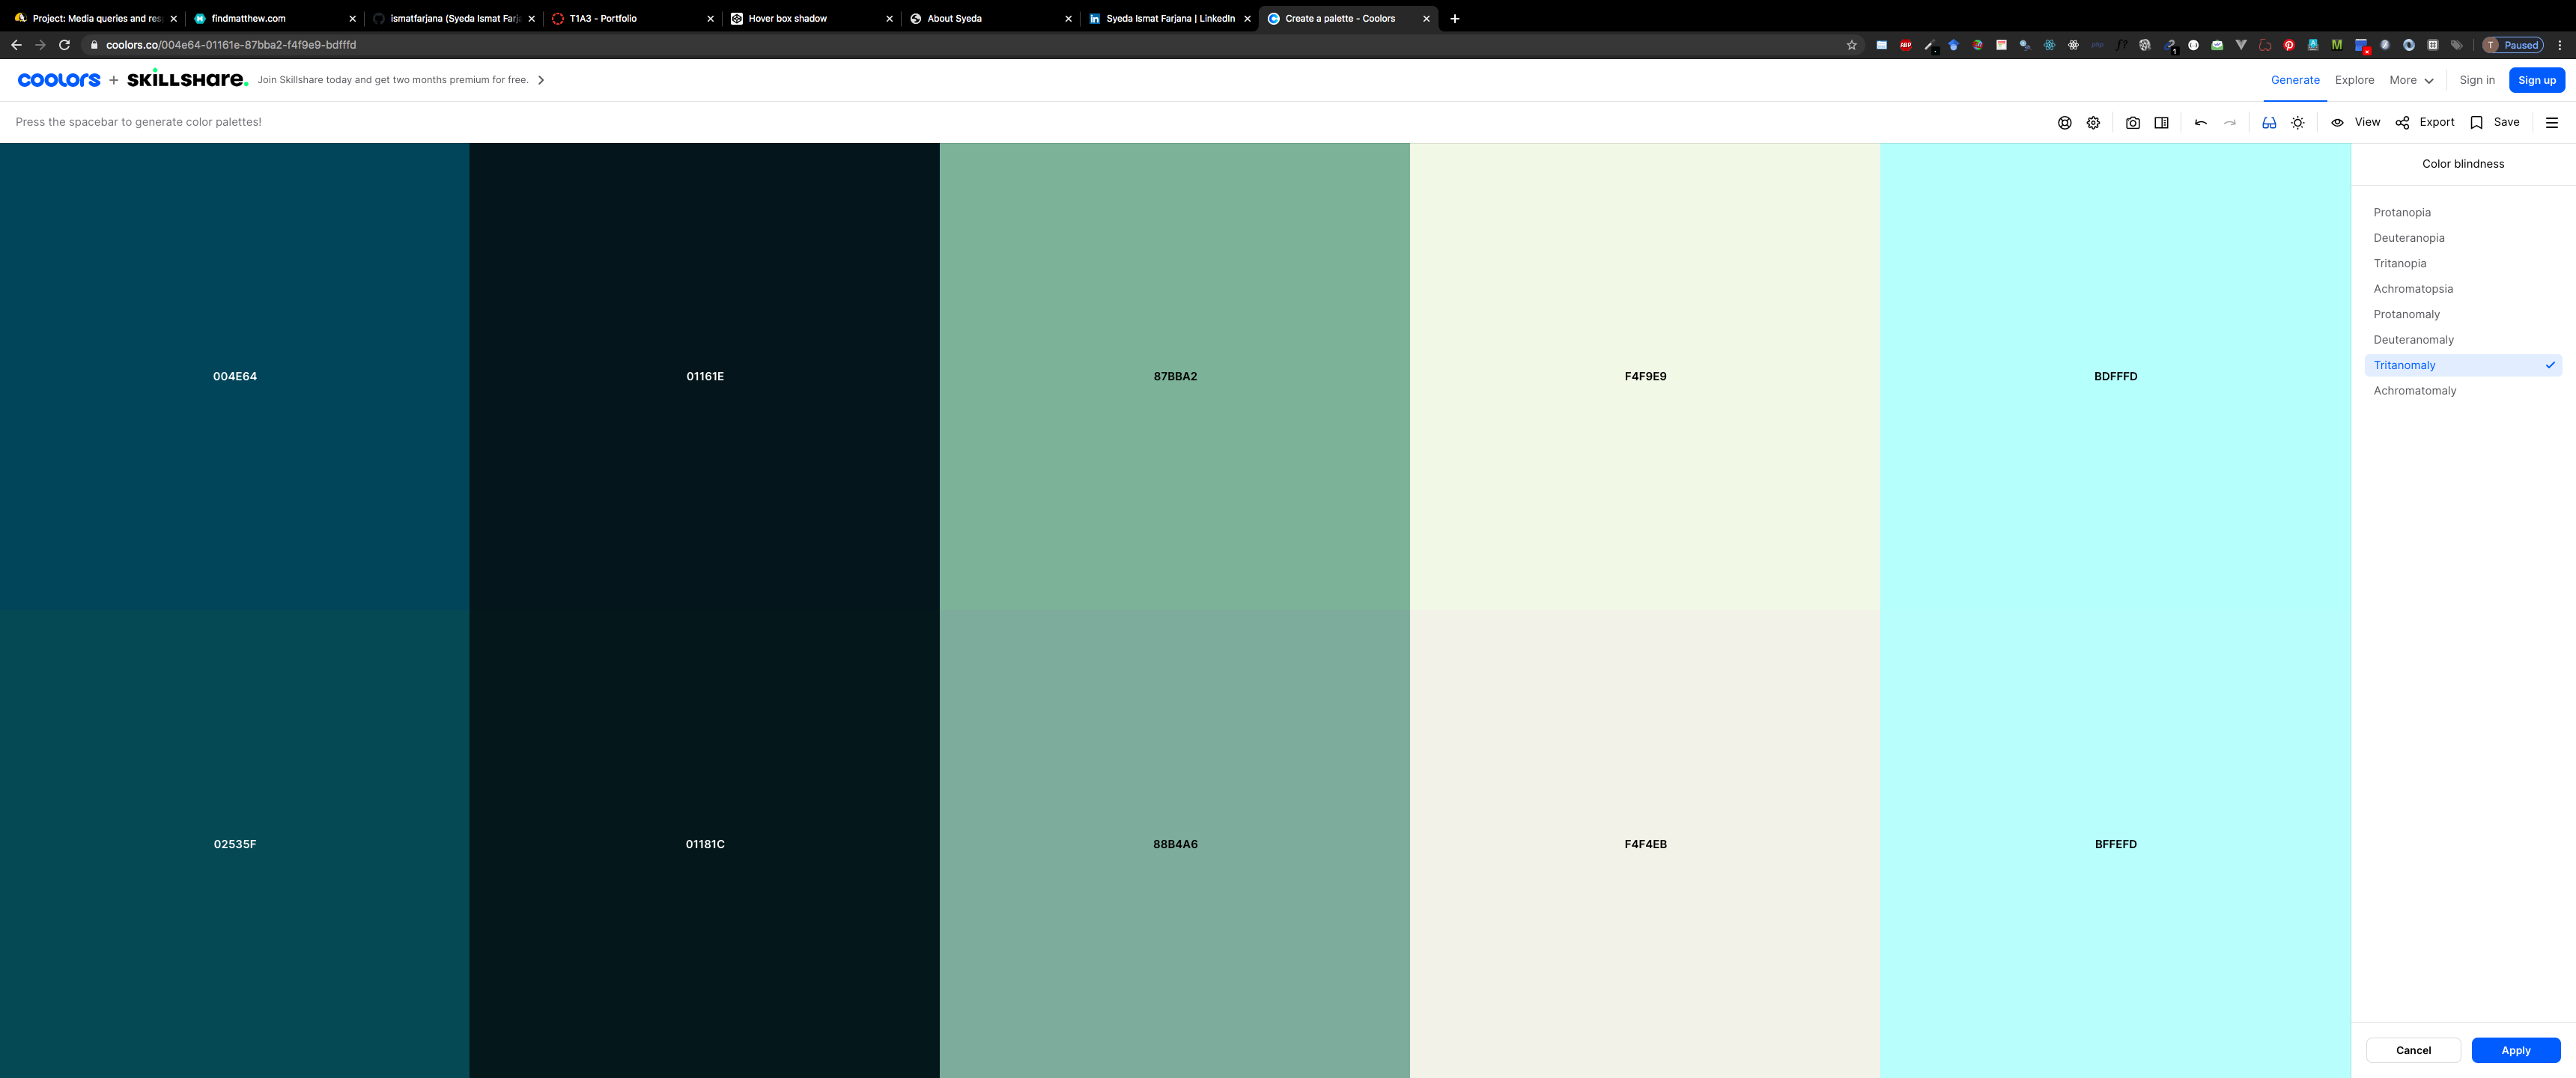 Project: Media queries and res
findmatthew.com
ismatfarjana (Syeda Ismat Farja
T1A3 - Portfolio
Hover box shadow
About Syeda
Syeda Ismat Farjana | LinkedIn
Create a palette - Coolors
coolors.co/004e64-01161e-87bba2-f4f9e9-bdfffd
ABP
1
M
T Paused
coolors + SKILLSHARE. Join Skillshare today and get two months premium for free.
Generate Explore More Sign in Sign up
Press the spacebar to generate color palettes!
View Export Save
Color blindness
Protanopia
Deuteranopia
Tritanopia
Achromatopsia
Protanomaly
Deuteranomaly
Tritanomaly
Achromatomaly
004E64 01161E 87BBA2 F4F9E9 BDFFFD
02535F 01181C 88B4A6 F4F4EB BFFEFD
Cancel Apply